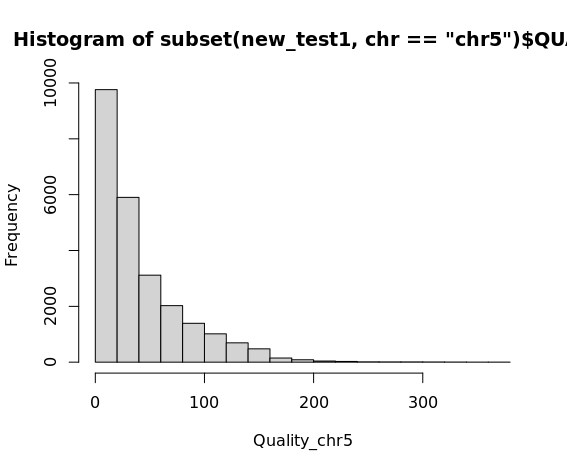 Histogram of subset(new_test1, chr == "chr5")$QUA
Frequency
10000
6000
2000
0
0 100 200 300
Quality_chr5